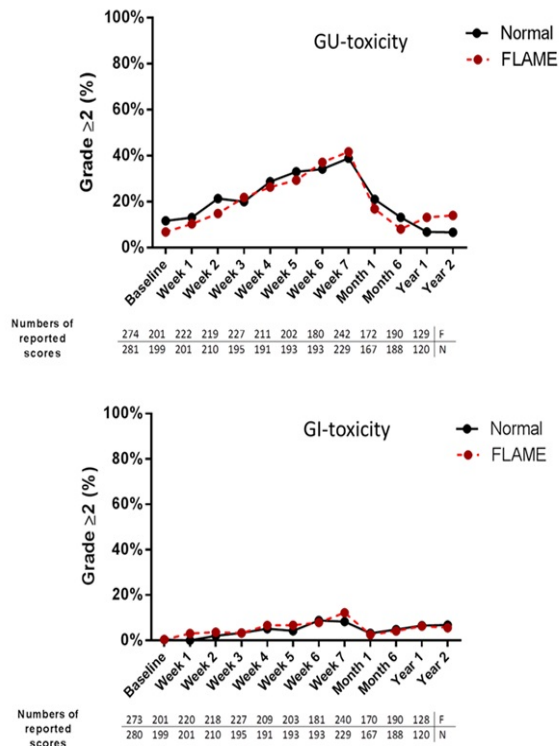 100%
GU-toxicity
Normal
FLAME
80%
60%
40%
20%
0%
Grade ≥2 (%)
Baseline
Week 1
Week 2
Week 3
Week 4
Week 5
Week 6
Week 7
Month 1
Month 6
Year 1
Year 2
Numbers of
reported
scores
274 201 222 219 227 211 202 180 242 172 190 129 F
281 199 201 210 195 191 193 193 229 167 188 120 N
100%
GI-toxicity
Normal
FLAME
80%
60%
40%
20%
0%
Grade ≥2 (%)
Baseline
Week 1
Week 2
Week 3
Week 4
Week 5
Week 6
Week 7
Month 1
Month 6
Year 1
Year 2
Numbers of
reported
scores
273 201 220 218 227 209 203 181 240 170 190 128 F
280 199 201 210 195 191 193 193 229 167 188 120 N